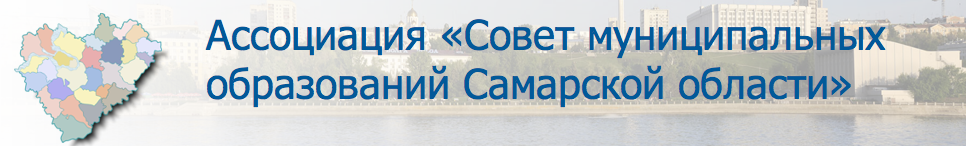 Ассоциация «Совет муниципальных
образований Самарской области»